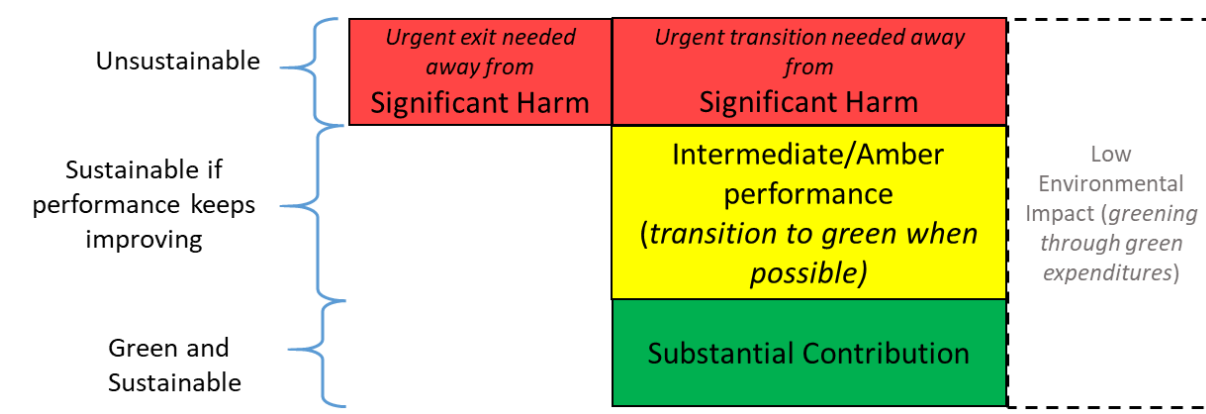 Unsustainable
Urgent exit needed
away from
Significant Harm
Urgent transition needed away
from
Significant Harm
Sustainable if
performance keeps
improving
Intermediate/Amber
performance
(transition to green when
possible)
Low
Environmental
Impact (greening
through green
expenditures)
Green and
Sustainable
Substantial Contribution